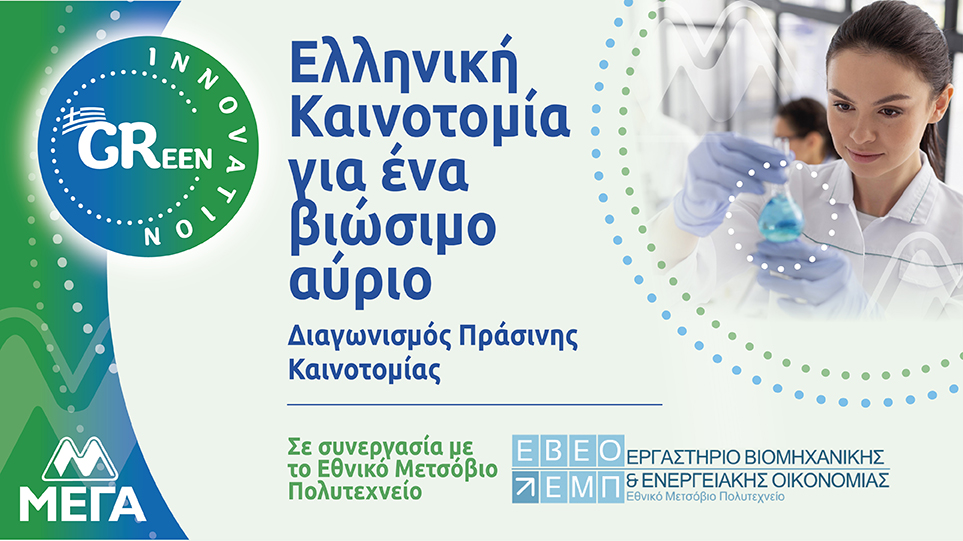 INNOVATION
GREEN
Ελληνική
Καινοτομία
για ένα
βιώσιμο
αύριο
Διαγωνισμός Πράσινης
Καινοτομίας
Σε συνεργασία με
το Εθνικό Μετσόβιο
Πολυτεχνείο
ΕΒΕΟ
ΕΜΠ
ΕΡΓΑΣΤΗΡΙΟ ΒΙΟΜΗΧΑΝΙΚΗΣ
& ΕΝΕΡΓΕΙΑΚΗΣ ΟΙΚΟΝΟΜΙΑΣ
Εθνικό Μετσόβιο Πολυτεχνείο
ΜΕΓΑ